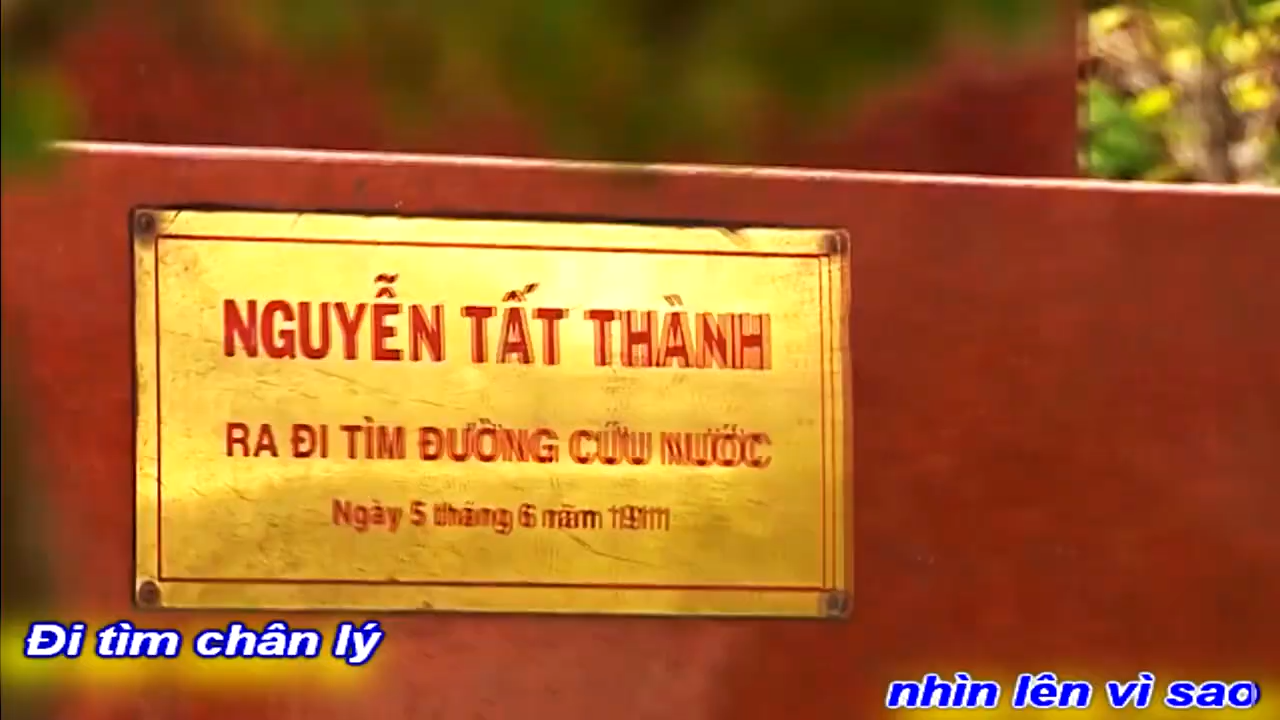 NGUYỄN TẤT THÀNH
RA ĐI TÌM ĐƯỜNG CỨU NƯỚC
Ngày 5 tháng 6 năm 1911
Đi tìm chân lý
nhìn lên vì sao